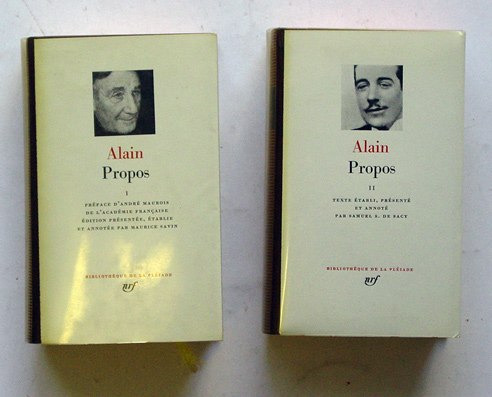 Alain
Propos
I
PRÉFACE D'ANDRÉ MAUROIS
DE L'ACADÉMIE FRANÇAISE
ÉDITION PRÉSENTÉE, ÉTABLIE
ET ANNOTÉE PAR MAURICE SAVIN
BIBLIOTHÈQUE DE LA PLÉIADE
nrf
Alain
Propos
II
TEXTE ÉTABLI, PRÉSENTÉ
ET ANNOTÉ
PAR SAMUEL S. DE SACY
BIBLIOTHÈQUE DE LA PLÉIADE
nrf